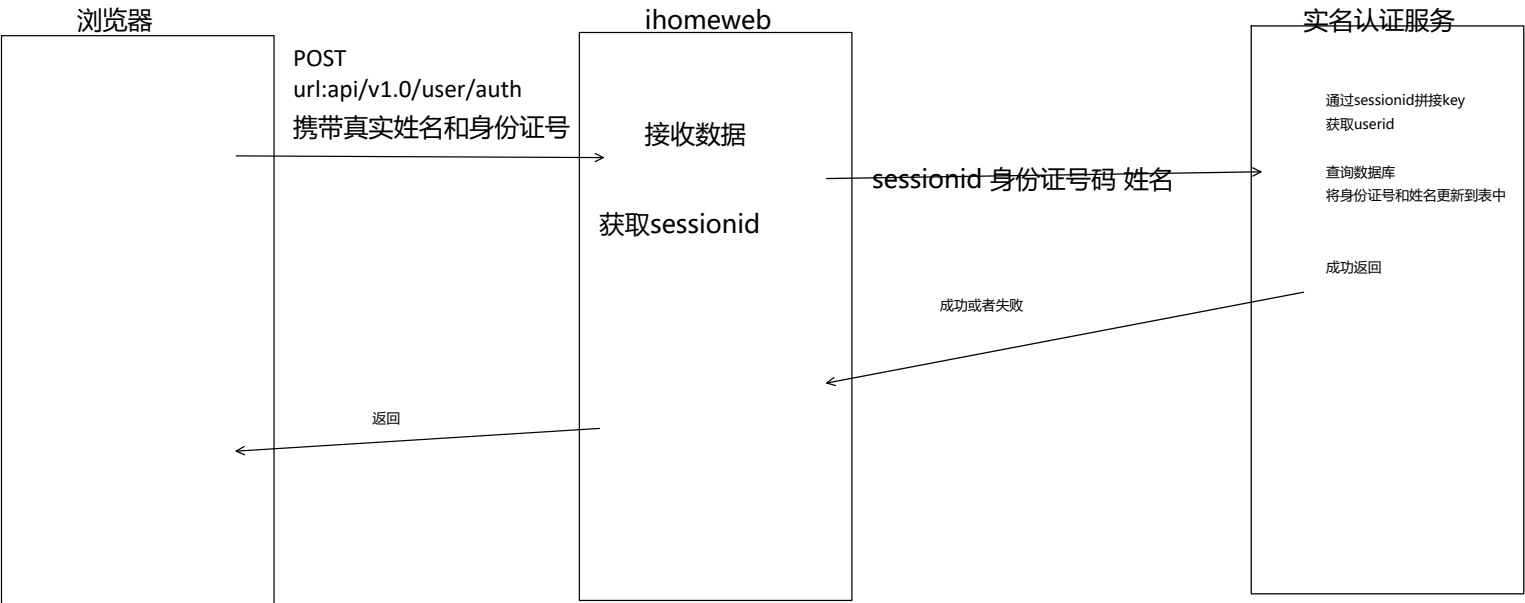 浏览器
ihomeweb
实名认证服务
POST
url:api/v1.0/user/auth
携带真实姓名和身份证号
接收数据
获取sessionid
sessionid 身份证号码 姓名
通过sessionid拼接key
获取userid
查询数据库
将身份证号和姓名更新到表中
成功返回
成功或者失败
返回